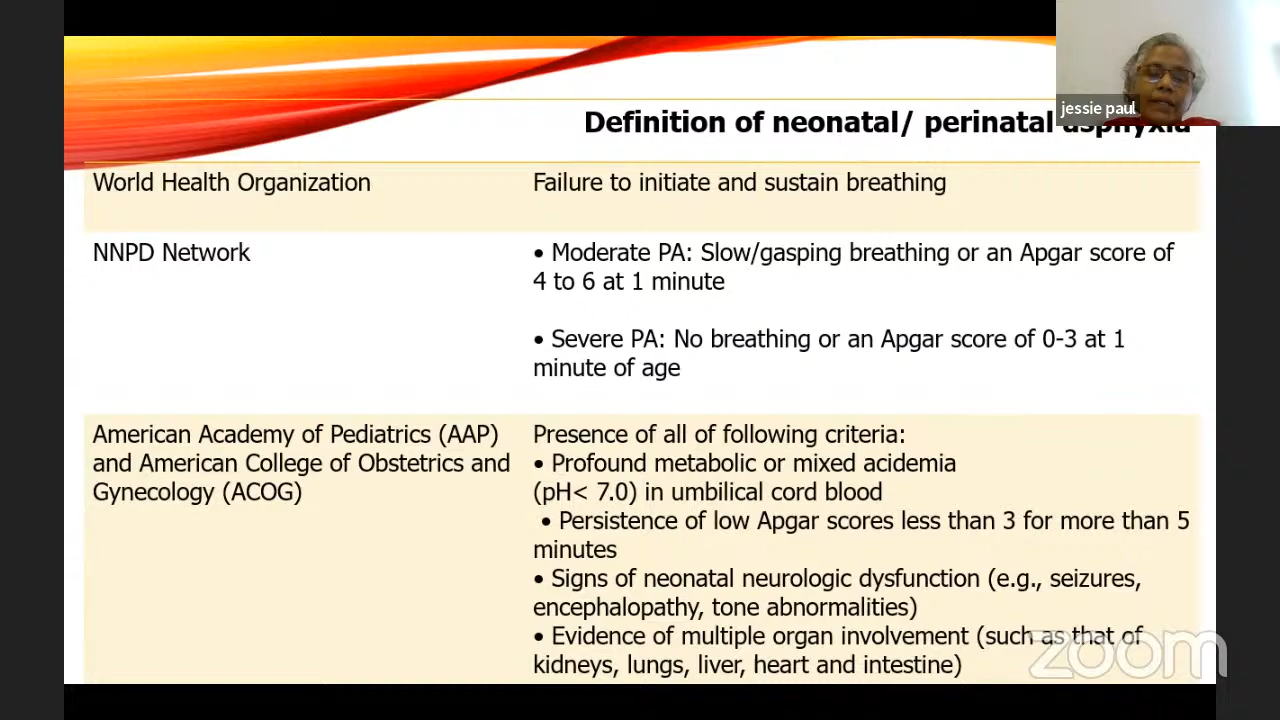 jessie paul
Definition of neonatal/ perinatal asphyxia
World Health Organization
Failure to initiate and sustain breathing
NNPD Network
• Moderate PA: Slow/gasping breathing or an Apgar score of
4 to 6 at 1 minute
• Severe PA: No breathing or an Apgar score of 0-3 at 1
minute of age
American Academy of Pediatrics (AAP)
and American College of Obstetrics and
Gynecology (ACOG)
Presence of all of following criteria:
• Profound metabolic or mixed acidemia
(pH< 7.0) in umbilical cord blood
• Persistence of low Apgar scores less than 3 for more than 5
minutes
• Signs of neonatal neurologic dysfunction (e.g., seizures,
encephalopathy, tone abnormalities)
• Evidence of multiple organ involvement (such as that of
kidneys, lungs, liver, heart and intestine)
zoom